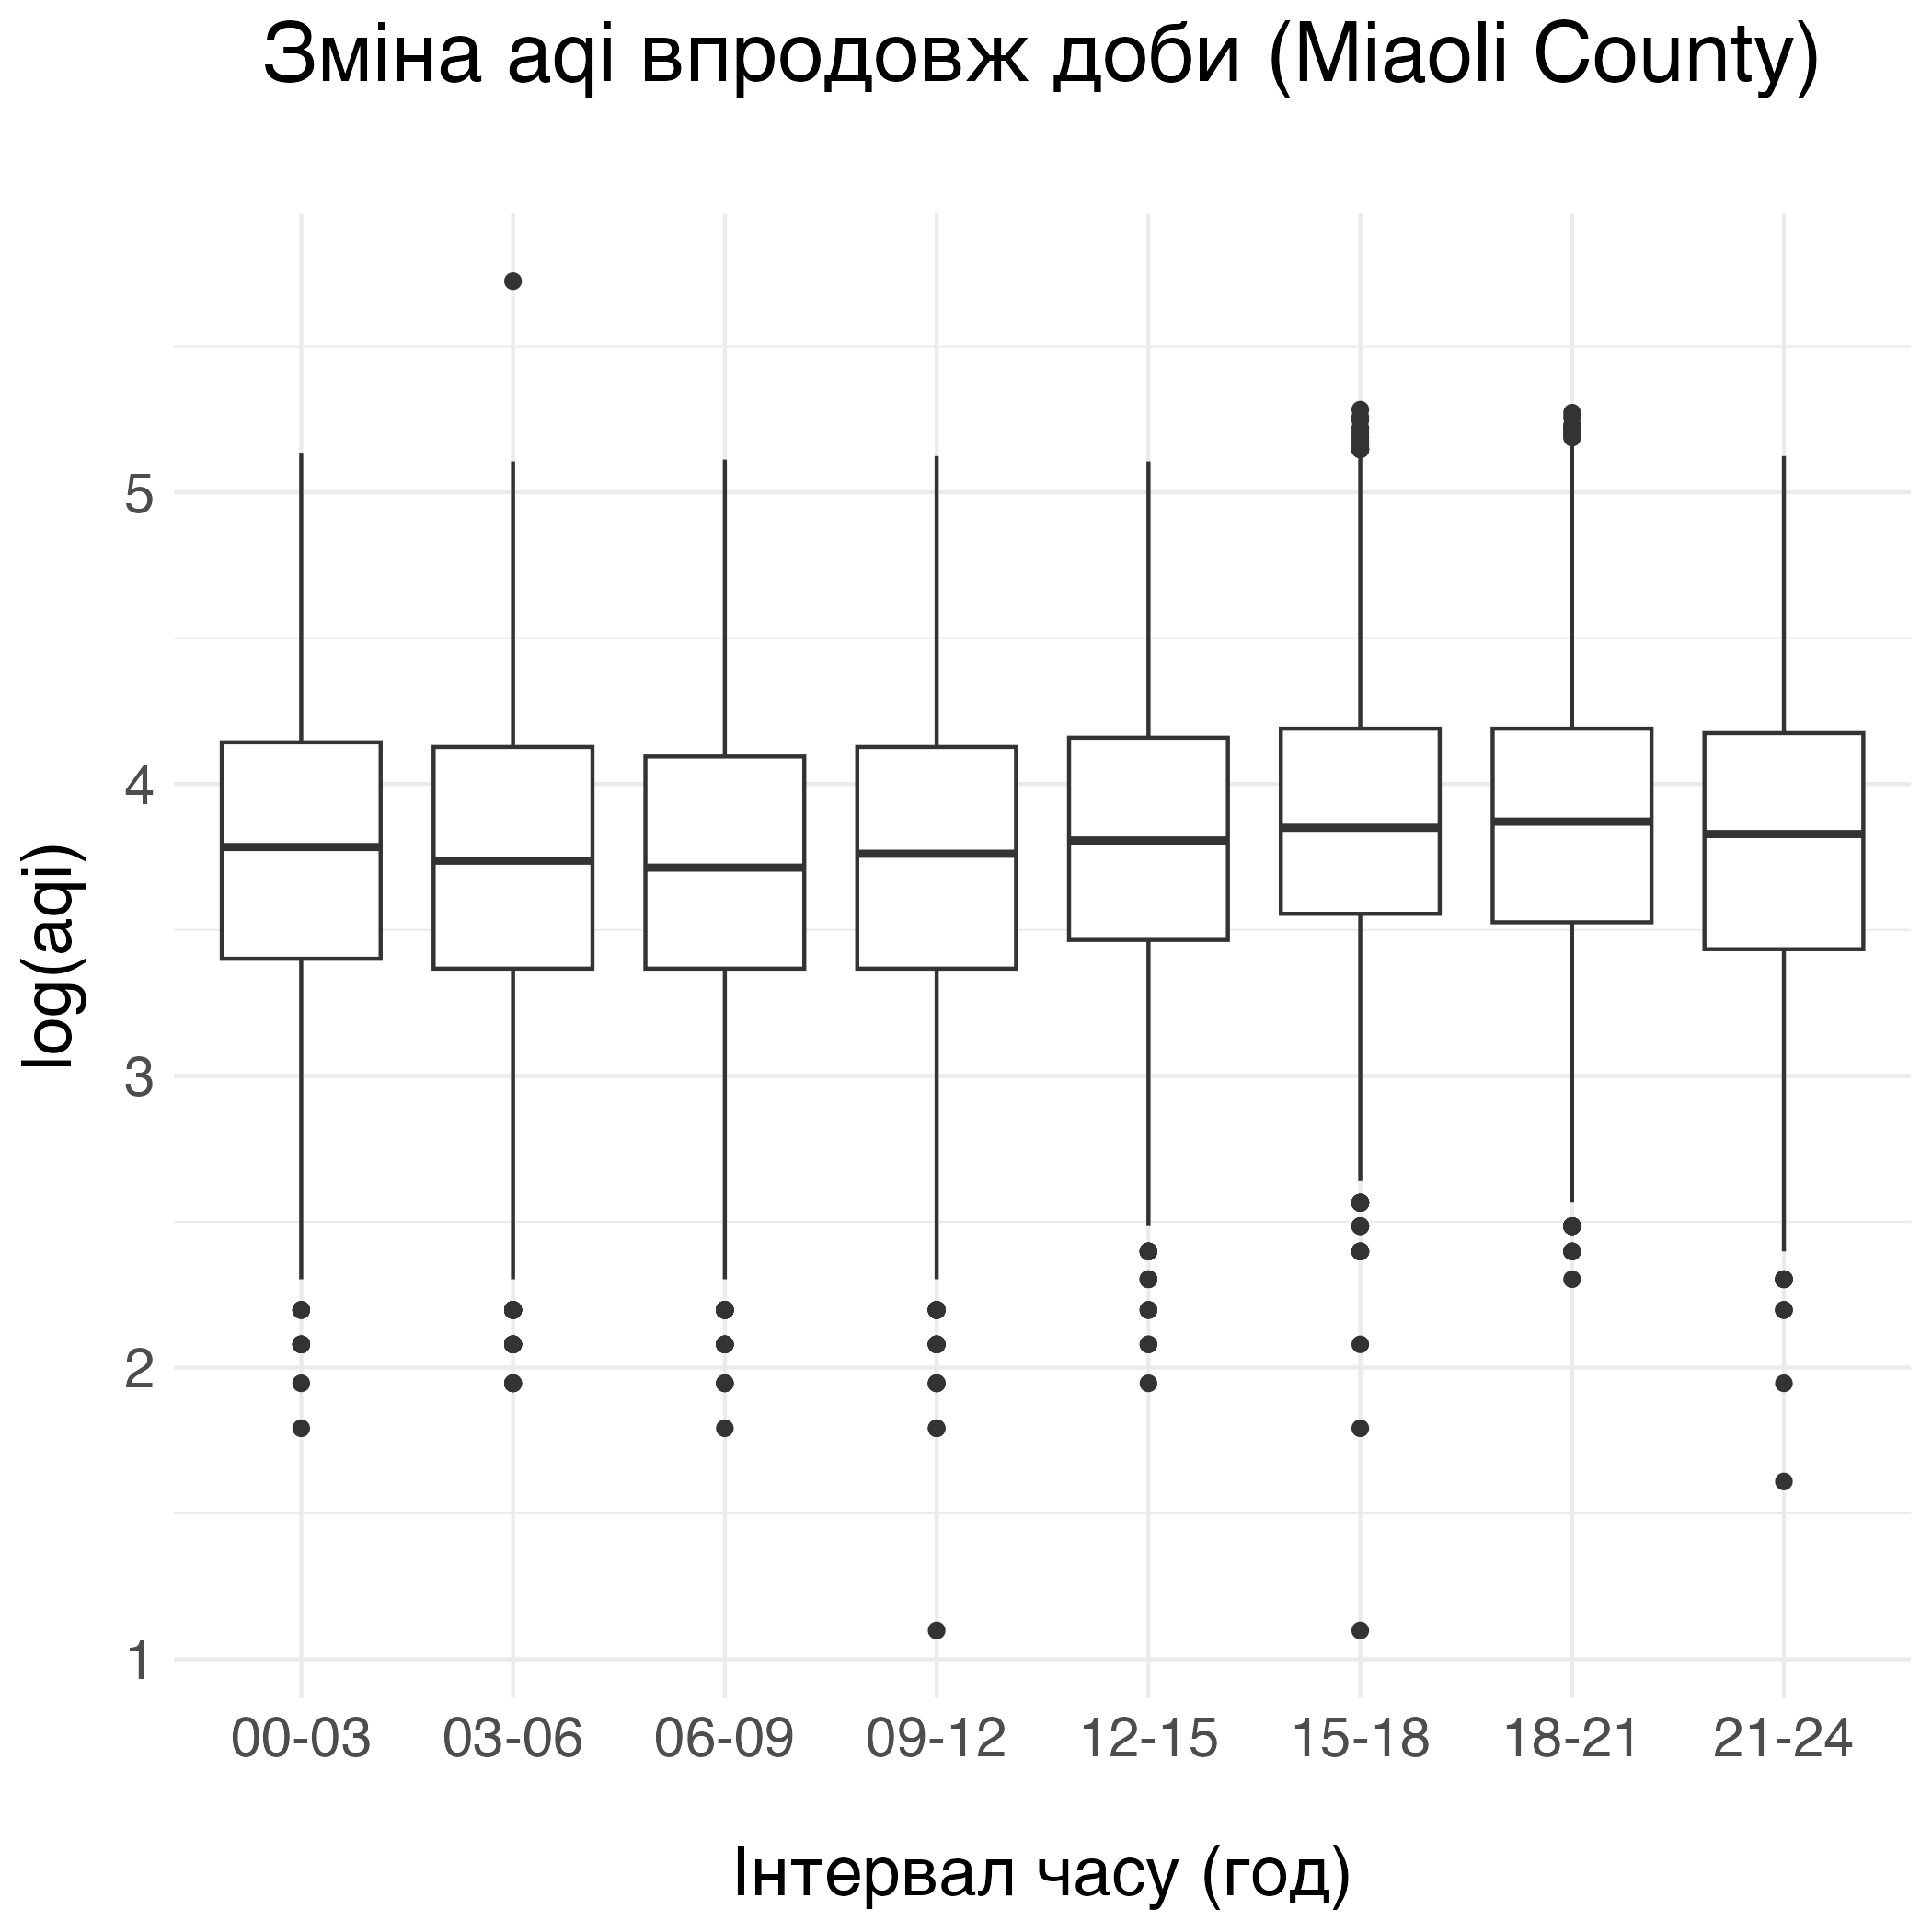 Зміна aqi впродовж доби (Miaoli County)
log(aqi)
5
4
3
2
1
00-03 03-06 06-09 09-12 12-15 15-18 18-21 21-24
Інтервал часу (год)